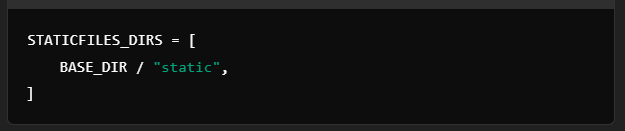 STATICFILES_DIRS = [
    BASE_DIR / "static",
]